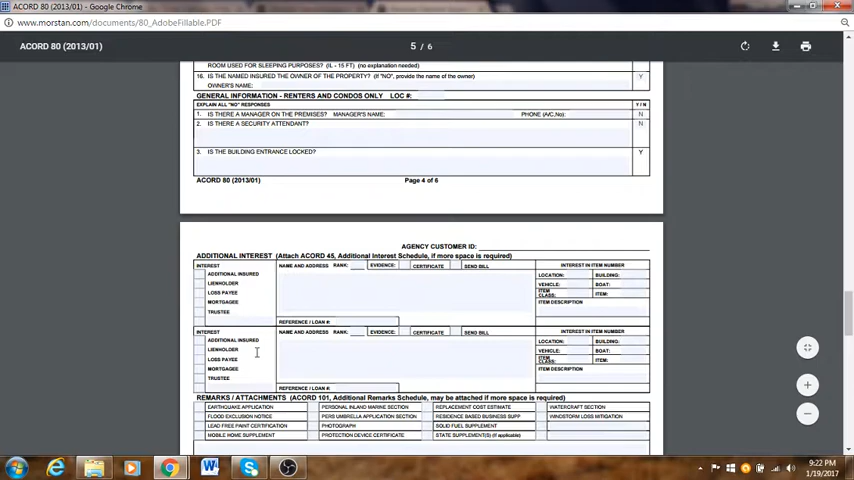 ACORD 80 (2013/01) - Google Chrome
www.morstan.com/documents/80_AdobeFillable.PDF
ACORD 80 (2013/01)
5 / 6
ROOM USED FOR SLEEPING PURPOSES? (IL - 15 FT) (no explanation needed)
16. IS THE NAMED INSURED THE OWNER OF THE PROPERTY? (If "NO", provide the name of the owner) Y
OWNER'S NAME:
GENERAL INFORMATION - RENTERS AND CONDOS ONLY LOC #:
EXPLAIN ALL "NO" RESPONSES Y / N
1. IS THERE A MANAGER ON THE PREMISES? MANAGER'S NAME: PHONE (A/C,No): N
2. IS THERE A SECURITY ATTENDANT? N
3. IS THE BUILDING ENTRANCE LOCKED? Y
ACORD 80 (2013/01) Page 4 of 6
AGENCY CUSTOMER ID:
ADDITIONAL INTEREST (Attach ACORD 45, Additional Interest Schedule, if more space is required)
INTEREST NAME AND ADDRESS RANK: EVIDENCE: CERTIFICATE SEND BILL INTEREST IN ITEM NUMBER
ADDITIONAL INSURED LOCATION: BUILDING:
LIENHOLDER VEHICLE: BOAT:
LOSS PAYEE ITEM CLASS: ITEM:
MORTGAGEE ITEM DESCRIPTION
TRUSTEE
REFERENCE / LOAN #:
INTEREST NAME AND ADDRESS RANK: EVIDENCE: CERTIFICATE SEND BILL INTEREST IN ITEM NUMBER
ADDITIONAL INSURED LOCATION: BUILDING:
LIENHOLDER VEHICLE: BOAT:
LOSS PAYEE ITEM CLASS: ITEM:
MORTGAGEE ITEM DESCRIPTION
TRUSTEE
REFERENCE / LOAN #:
REMARKS / ATTACHMENTS (ACORD 101, Additional Remarks Schedule, may be attached if more space is required)
EARTHQUAKE APPLICATION PERSONAL INLAND MARINE SECTION REPLACEMENT COST ESTIMATE WATERCRAFT SECTION
FLOOD EXCLUSION NOTICE PERS UMBRELLA APPLICATION SECTION RESIDENCE BASED BUSINESS SUPP WINDSTORM LOSS MITIGATION
LEAD FREE PAINT CERTIFICATION PHOTOGRAPH SOLID FUEL SUPPLEMENT
MOBILE HOME SUPPLEMENT PROTECTION DEVICE CERTIFICATE STATE SUPPLEMENT(S) (If applicable)
9:22 PM
1/19/2017